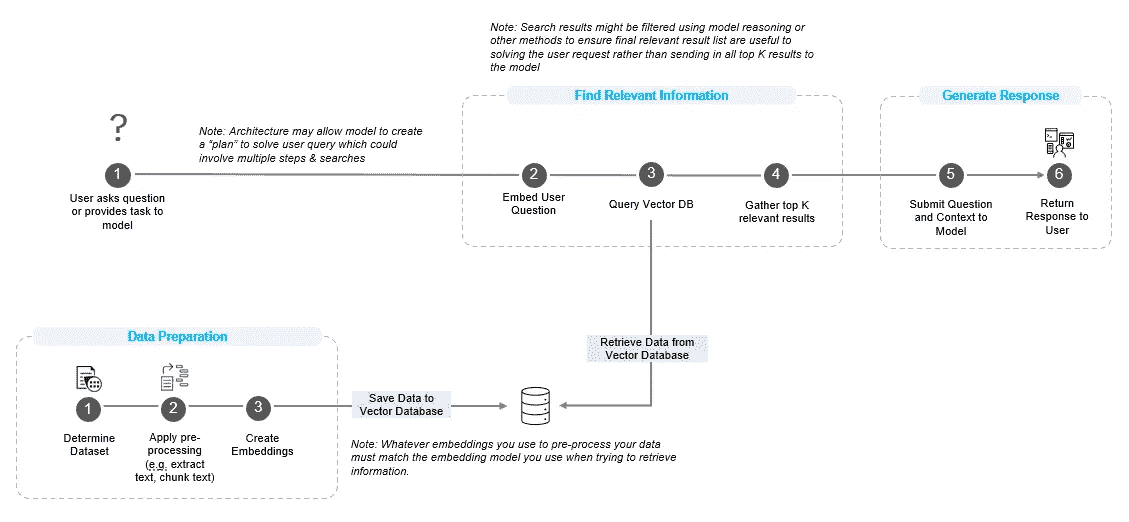 Note: Search results might be filtered using model reasoning or
other methods to ensure final relevant result list are useful to
solving the user request rather than sending in all top K results to
the model
Find Relevant Information
Generate Response
?
Note: Architecture may allow model to create
a “plan” to solve user query which could
involve multiple steps & searches
1
User asks question
or provides task to
model
2
Embed User
Question
3
Query Vector DB
4
Gather top K
relevant results
5
Submit Question
and Context to
Model
6
Return
Response to
User
Retrieve Data from
Vector Database
Data Preparation
1
Determine
Dataset
2
Apply pre-
processing
(e.g. extract
text, chunk text)
3
Create
Embeddings
Save Data to
Vector Database
Note: Whatever embeddings you use to pre-process your data
must match the embedding model you use when trying to retrieve
information.